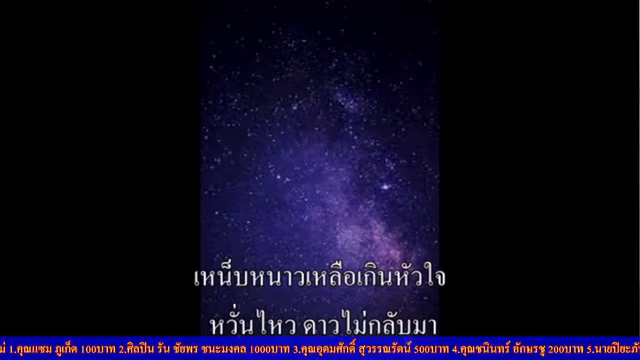 เหน็บหนาวเหลือเกินหัวใจ
หวั่นไหว ดาวไม่กลับมา
1.คุณแซม ภูเก็ต 100บาท 2.ศิลปิน รัน ชัยพร ชนะมงคล 1000บาท 3.คุณอุดมศักดิ์ สุวรรณรัตน์ 500บาท 4.คุณชนินทร์ อักษรชู 200บาท